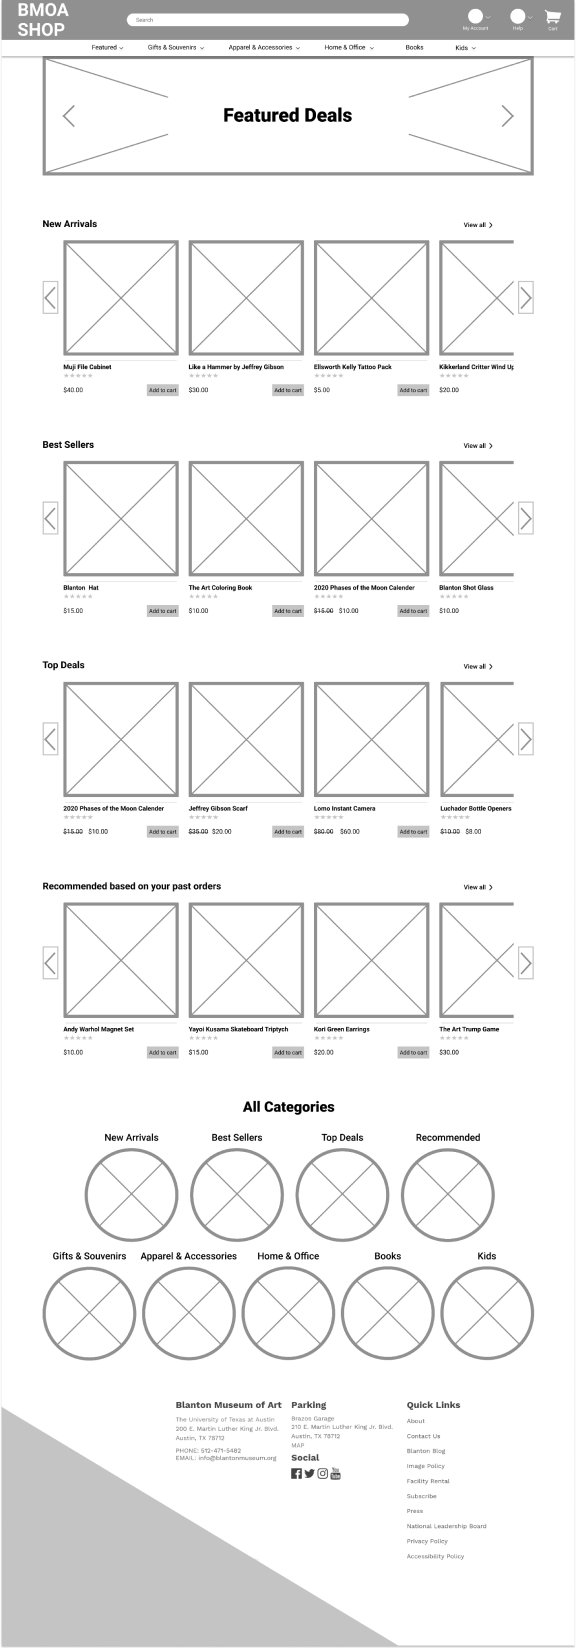 BMOA
SHOP
Search
My Account
Help
Cart
Featured
Gifts & Souvenirs
Apparel & Accessories
Home & Office
Books
Kids
Featured Deals
New Arrivals
View all
Muji File Cabinet
Like a Hammer by Jeffrey Gibson
Ellsworth Kelly Tattoo Pack
Kikkerland Critter Wind Up
$40.00
Add to cart
$30.00
Add to cart
$5.00
Add to cart
$20.00
Best Sellers
View all
Blanton Hat
The Art Coloring Book
2020 Phases of the Moon Calender
Blanton Shot Glass
$15.00
Add to cart
$10.00
Add to cart
$15.00 $10.00
Add to cart
$10.00
Top Deals
View all
2020 Phases of the Moon Calender
Jeffrey Gibson Scarf
Lomo Instant Camera
Luchador Bottle Openers
$15.00 $10.00
Add to cart
$35.00 $20.00
Add to cart
$80.00 $60.00
Add to cart
$10.00 $8.00
Recommended based on your past orders
View all
Andy Warhol Magnet Set
Yayoi Kusama Skateboard Triptych
Kori Green Earrings
The Art Trump Game
$10.00
Add to cart
$15.00
Add to cart
$20.00
Add to cart
$30.00
All Categories
New Arrivals
Best Sellers
Top Deals
Recommended
Gifts & Souvenirs
Apparel & Accessories
Home & Office
Books
Kids
Blanton Museum of Art
The University of Texas at Austin
200 E. Martin Luther King Jr. Blvd.
Austin, TX 78712
PHONE: 512-471-5482
EMAIL: info@blantonmuseum.org
Parking
Brazos Garage
210 E. Martin Luther King Jr. Blvd.
Austin, TX 78712
MAP
Social
You
Tube
Quick Links
About
Contact Us
Blanton Blog
Image Policy
Facility Rental
Subscribe
Press
National Leadership Board
Privacy Policy
Accessibility Policy